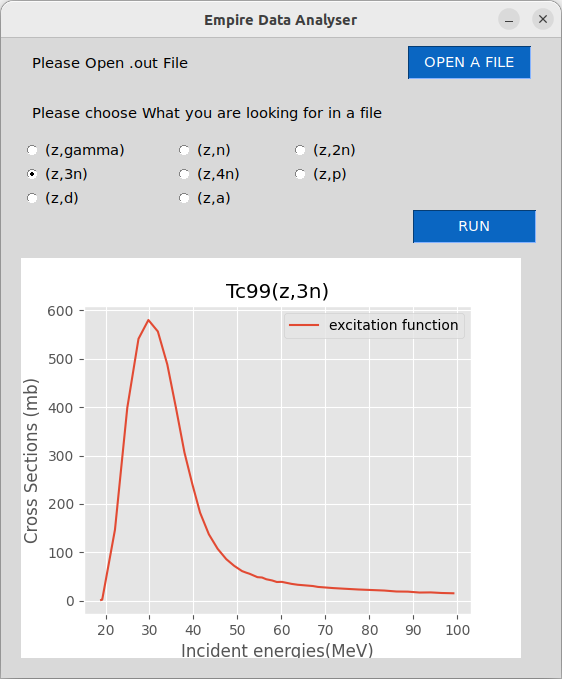 Empire Data Analyser
Please Open .out File
OPEN A FILE
Please choose What you are looking for in a file
(z,gamma) (z,n) (z,2n)
(z,3n) (z,4n) (z,p)
(z,d) (z,a)
RUN
Tc99(z,3n)
excitation function
Cross Sections (mb)
600
500
400
300
200
100
0
20 30 40 50 60 70 80 90 100
Incident energies(MeV)